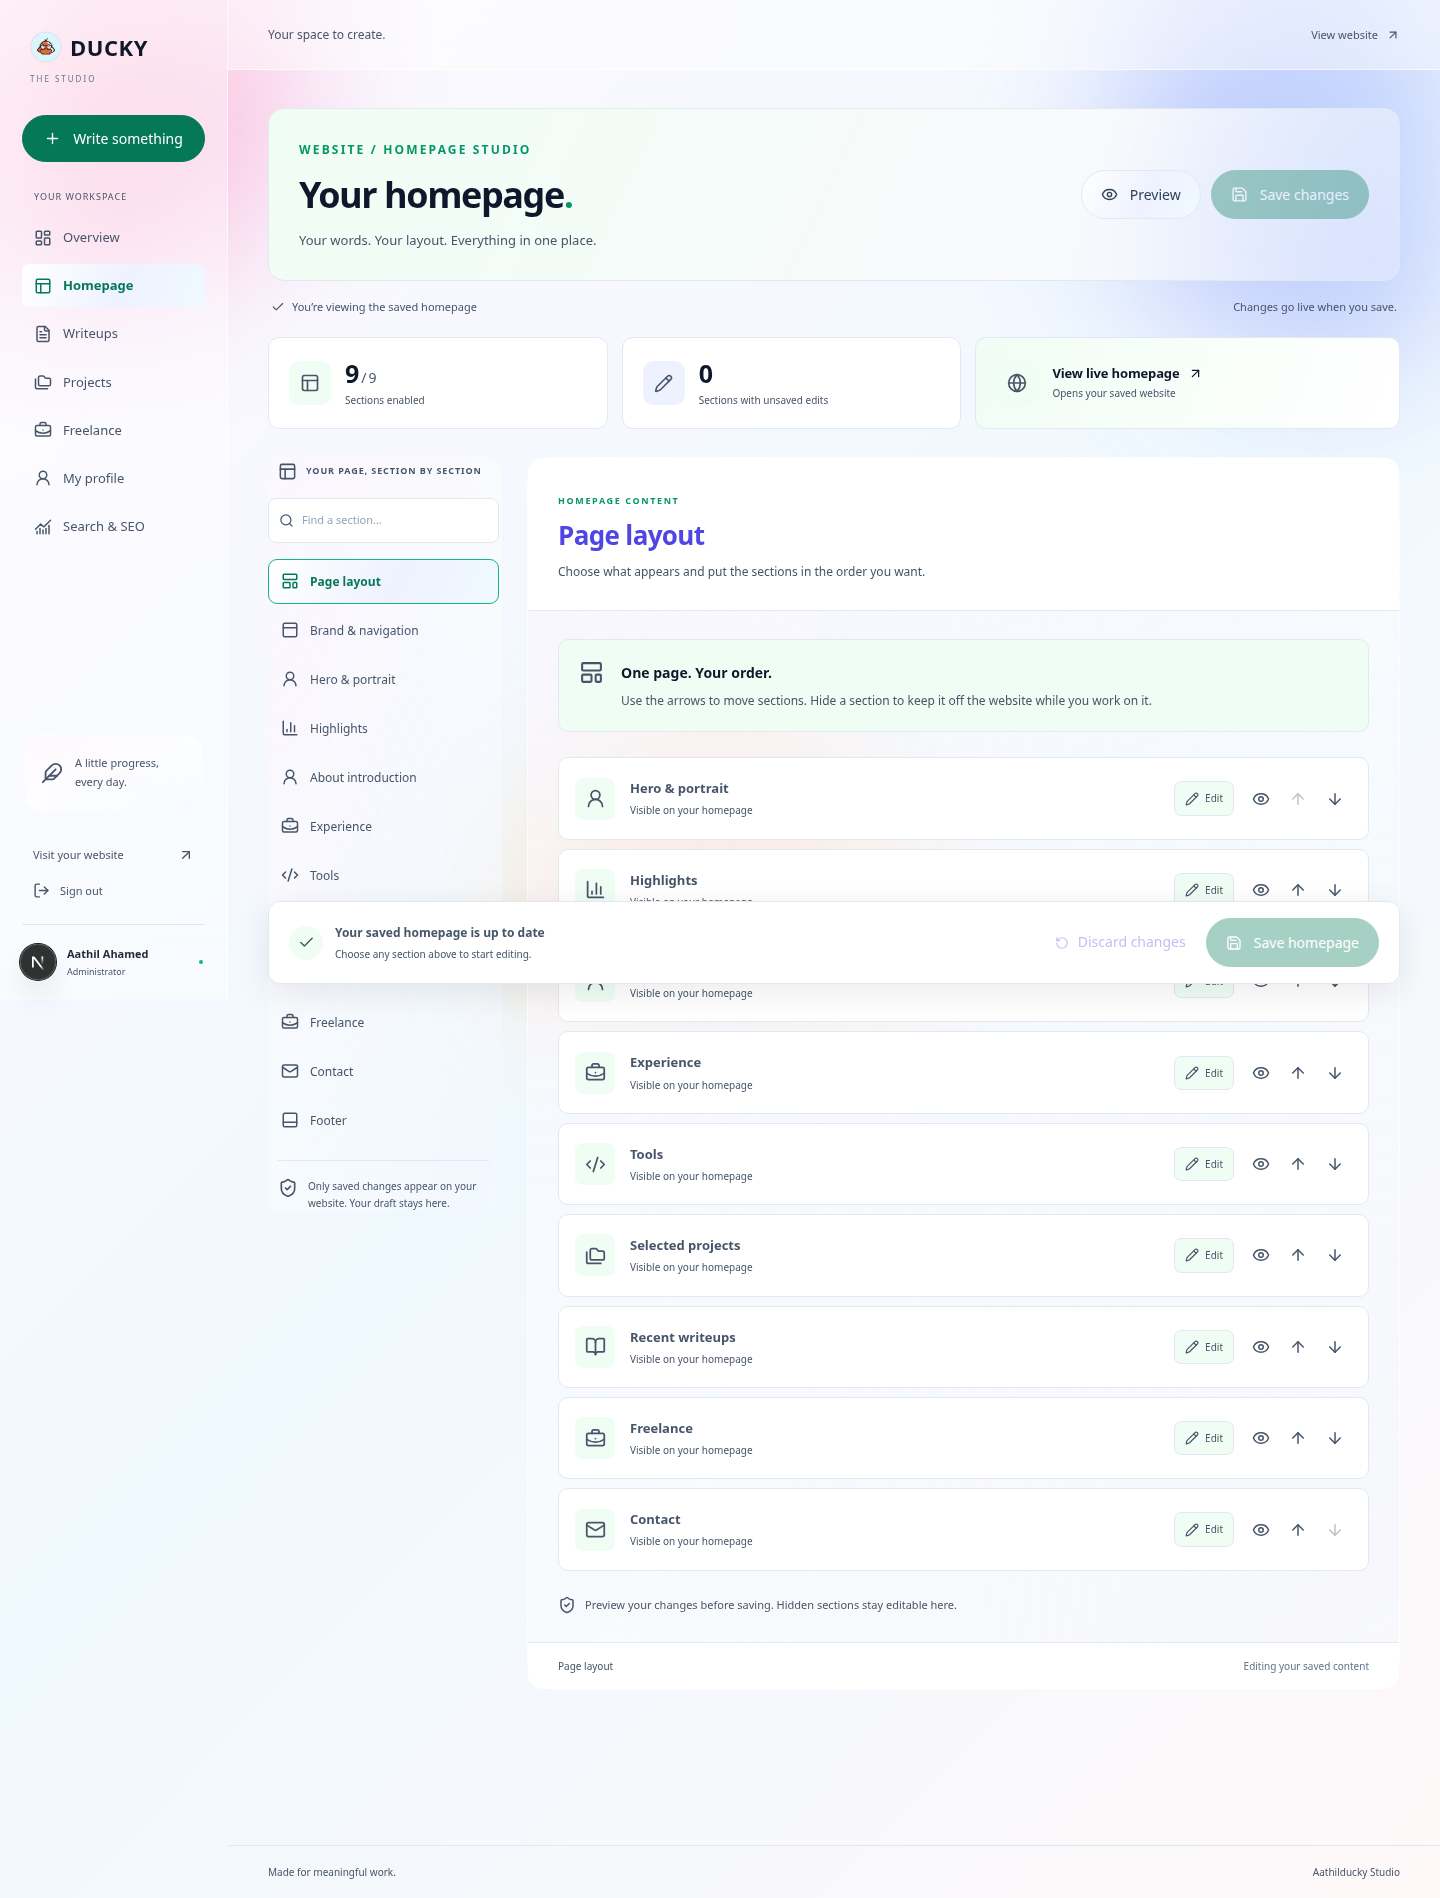 DUCKY
THE STUDIO
Write something
YOUR WORKSPACE
Overview
Homepage
Writeups
Projects
Freelance
My profile
Search & SEO
A little progress,
every day.
Visit your website
Sign out
N
Aathil Ahamed
Administrator
Your space to create.
View website
WEBSITE / HOMEPAGE STUDIO
Your homepage.
Your words. Your layout. Everything in one place.
Preview
Save changes
You're viewing the saved homepage
Changes go live when you save.
9 / 9
Sections enabled
0
Sections with unsaved edits
View live homepage
Opens your saved website
YOUR PAGE, SECTION BY SECTION
Find a section...
Page layout
Brand & navigation
Hero & portrait
Highlights
About introduction
Experience
Tools
Freelance
Contact
Footer
Only saved changes appear on your
website. Your draft stays here.
HOMEPAGE CONTENT
Page layout
Choose what appears and put the sections in the order you want.
One page. Your order.
Use the arrows to move sections. Hide a section to keep it off the website while you work on it.
Hero & portrait
Visible on your homepage
Edit
Highlights
Edit
Your saved homepage is up to date
Choose any section above to start editing.
Discard changes
Save homepage
Visible on your homepage
Experience
Visible on your homepage
Edit
Tools
Visible on your homepage
Edit
Selected projects
Visible on your homepage
Edit
Recent writeups
Visible on your homepage
Edit
Freelance
Visible on your homepage
Edit
Contact
Visible on your homepage
Edit
Preview your changes before saving. Hidden sections stay editable here.
Page layout
Editing your saved content
Made for meaningful work.
Aathilducky Studio